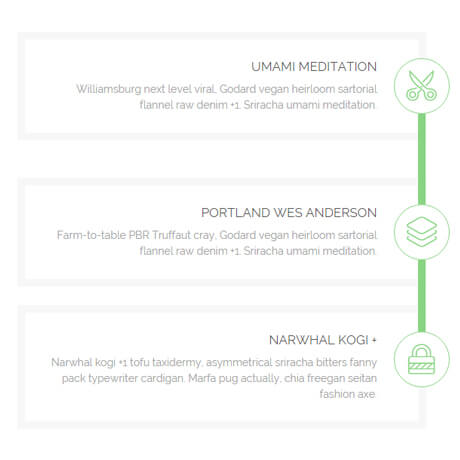 UMAMI MEDITATION
Williamsburg next level viral, Godard vegan heirloom sartorial
flannel raw denim +1. Sriracha umami meditation.
PORTLAND WES ANDERSON
Farm-to-table PBR Truffaut cray, Godard vegan heirloom sartorial
flannel raw denim +1. Sriracha umami meditation.
NARWHAL KOGI +
Narwhal kogi +1 tofu taxidermy, asymmetrical sriracha bitters fanny
pack typewriter cardigan. Marfa pug actually, chia freegan seitan
fashion axe.